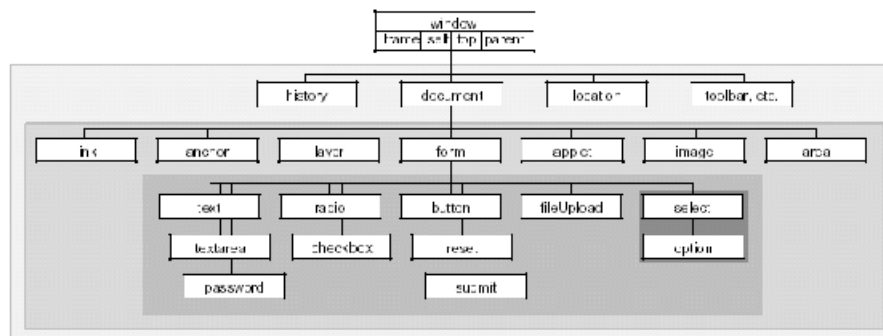 window
frame self top parent
history document location toolbar, etc.
link anchor layer form applet image area
text radio button fileUpload select
textarea checkbox reset option
password submit